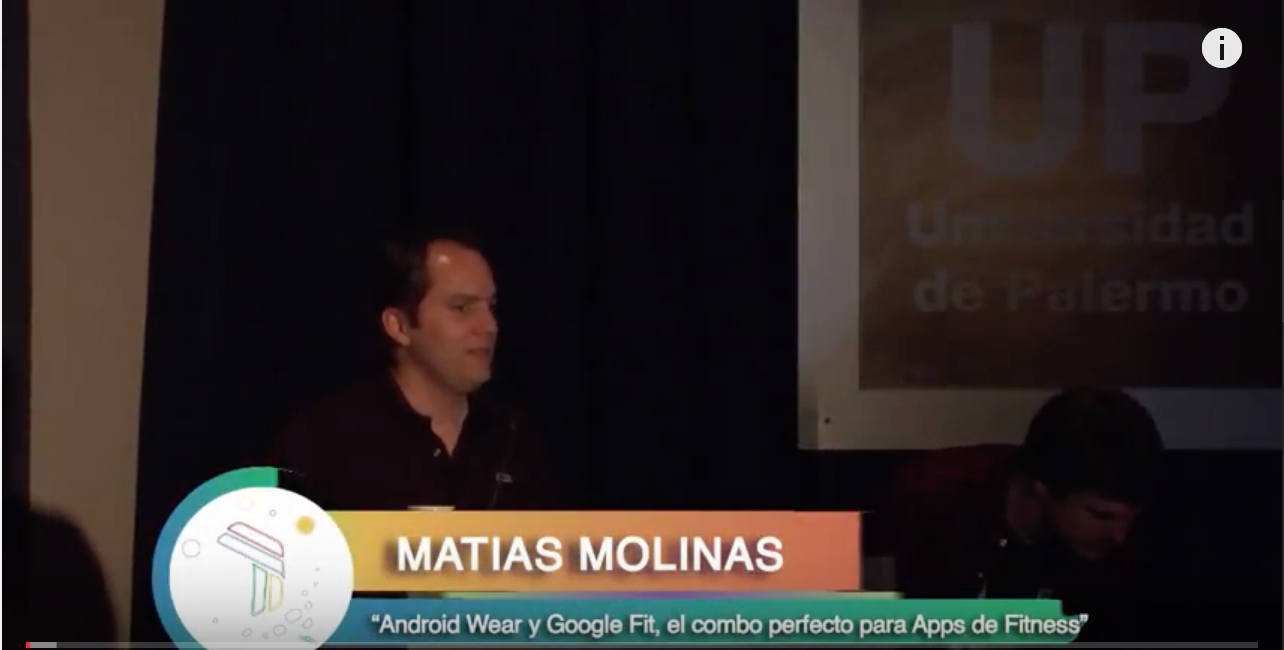 UP
Universidad
de Palermo
MATIAS MOLINAS
“Android Wear y Google Fit, el combo perfecto para Apps de Fitness”